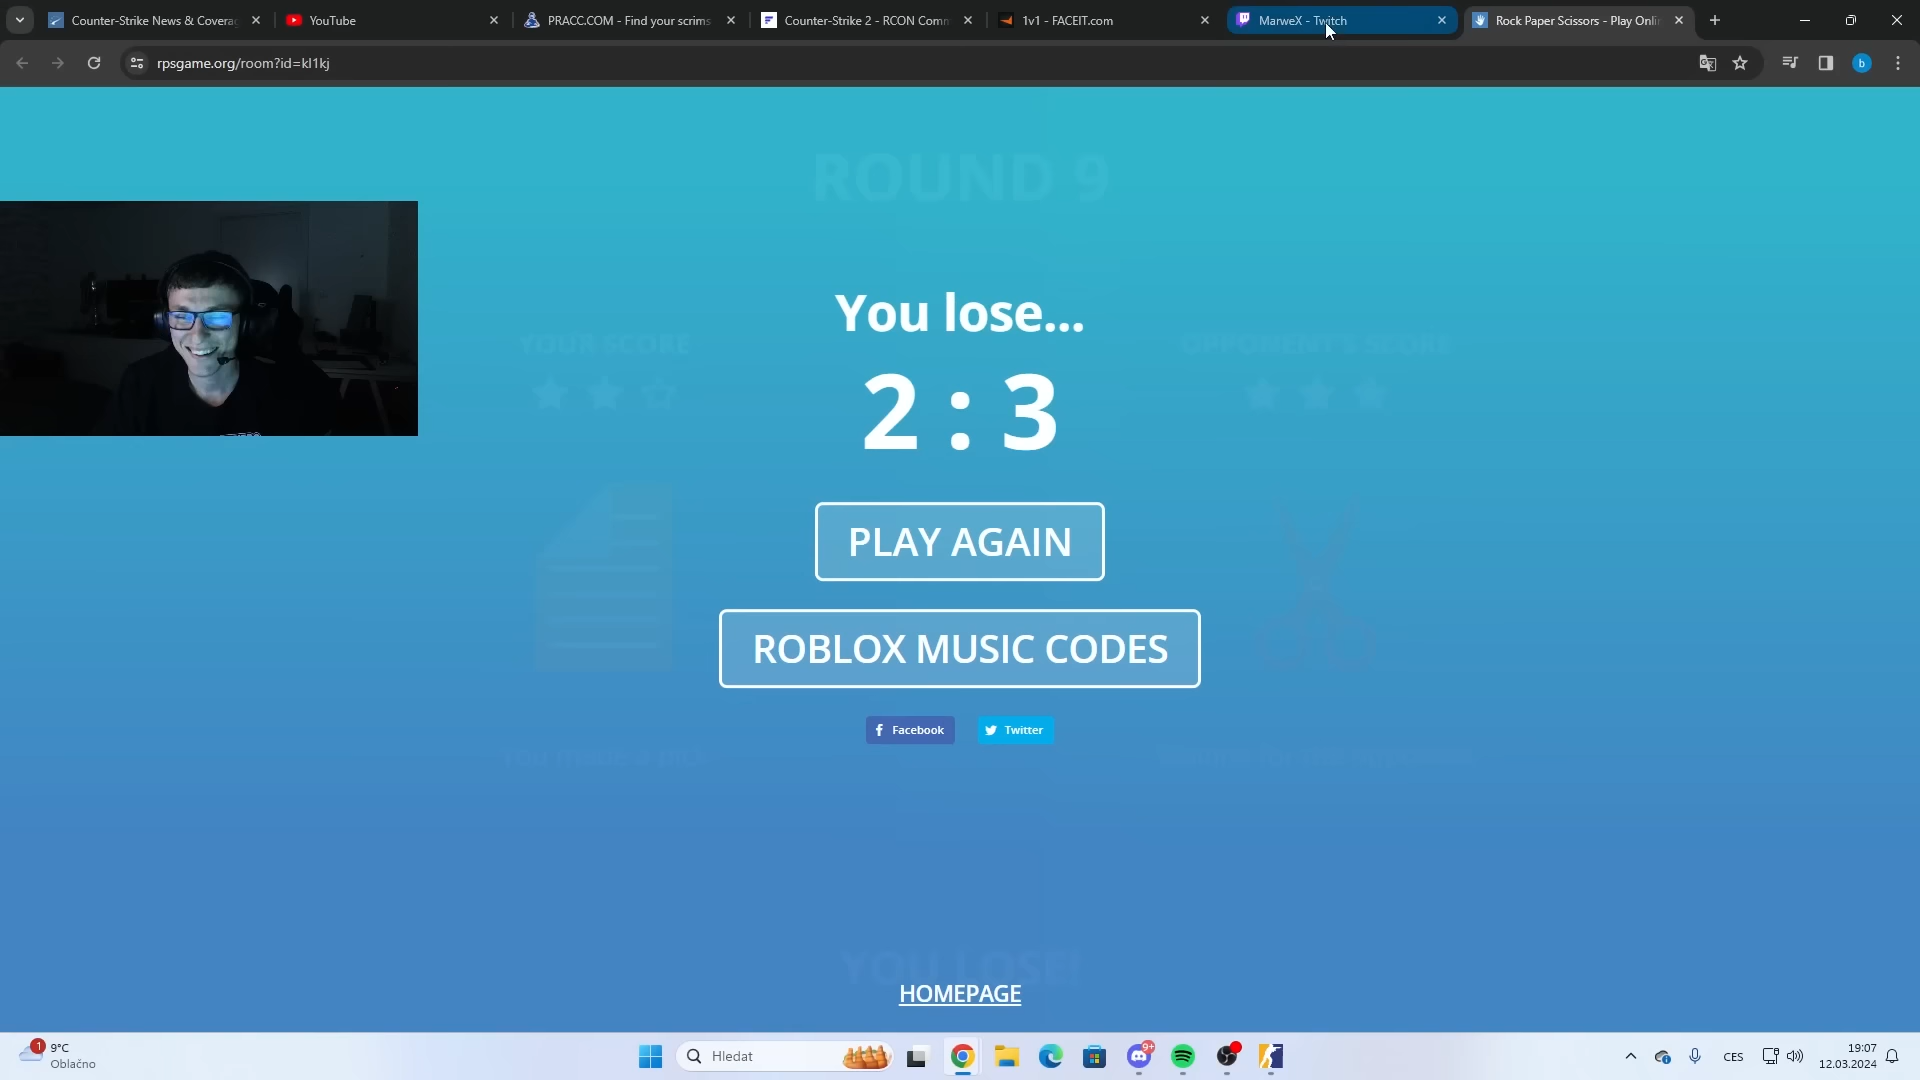 Counter-Strike News & Covera
YouTube
PRACC.COM - Find your scrims
Counter-Strike 2 - RCON Comm
1v1 - FACEIT.com
MarweX - Twitch
Rock Paper Scissors - Play Onli
rpsgame.org/room?id=kl1kj
b
ROUND 9
You lose...
YOUR SCORE
OPPONENT'S SCORE
2 : 3
PLAY AGAIN
ROBLOX MUSIC CODES
Facebook
Twitter
YOU LOSE!
HOMEPAGE
1
9°C
Oblačno
Hledat
9+
CES
19:07
12.03.2024